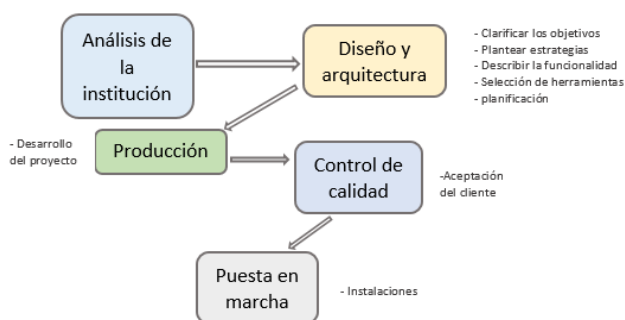 Análisis de
la
institución
Diseño y
arquitectura
- Clarificar los objetivos
- Plantear estrategias
- Describir la funcionalidad
- Selección de herramientas
- planificación
- Desarrollo
del proyecto
Producción
Control de
calidad
-Aceptación
del cliente
Puesta en
marcha
- Instalaciones